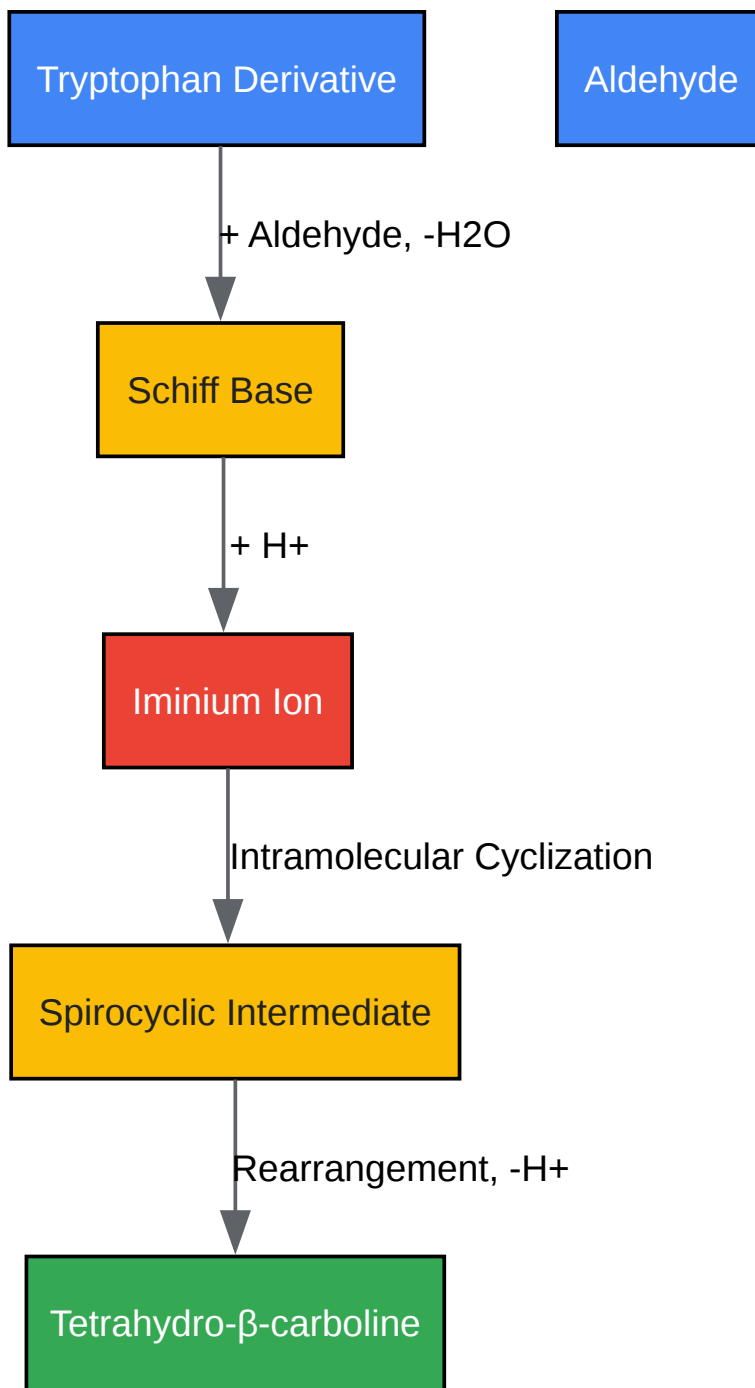 Tryptophan Derivative
Aldehyde
+ Aldehyde, -H2O
Schiff Base
+ H+
Iminium Ion
Intramolecular Cyclization
Spirocyclic Intermediate
Rearrangement, -H+
Tetrahydro-β-carboline